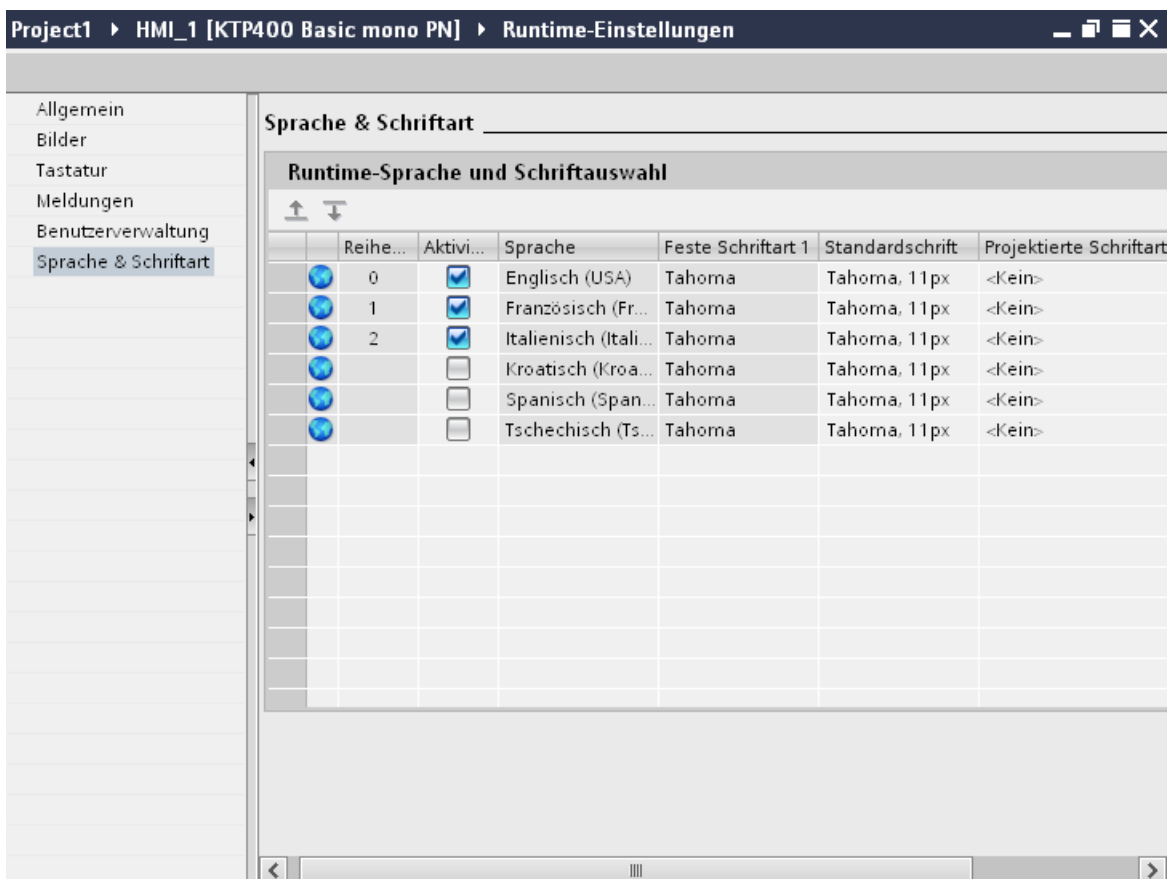 Project1 ▸ HMI_1 [KTP400 Basic mono PN] ▸ Runtime-Einstellungen
Allgemein
Bilder
Tastatur
Meldungen
Benutzerverwaltung
Sprache & Schriftart
Sprache & Schriftart
Runtime-Sprache und Schriftauswahl
Reihe... Aktivi... Sprache Feste Schriftart 1 Standardschrift Projektierte Schriftart
0 Englisch (USA) Tahoma Tahoma, 11px <Kein>
1 Französisch (Fr... Tahoma Tahoma, 11px <Kein>
2 Italienisch (Itali... Tahoma Tahoma, 11px <Kein>
Kroatisch (Kroa... Tahoma Tahoma, 11px <Kein>
Spanisch (Span... Tahoma Tahoma, 11px <Kein>
Tschechisch (Ts... Tahoma Tahoma, 11px <Kein>